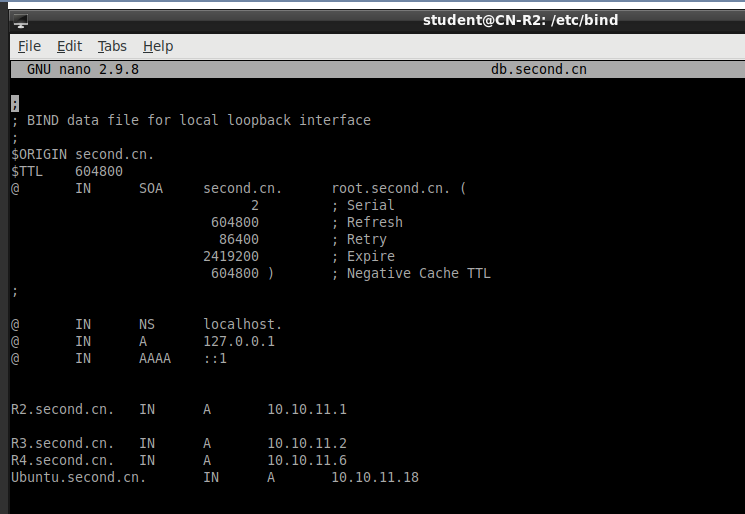 student@CN-R2: /etc/bind
File Edit Tabs Help
GNU nano 2.9.8 db.second.cn
;
; BIND data file for local loopback interface
;
$ORIGIN second.cn.
$TTL 604800
@ IN SOA second.cn. root.second.cn. (
2 ; Serial
604800 ; Refresh
86400 ; Retry
2419200 ; Expire
604800 ) ; Negative Cache TTL
;
@ IN NS localhost.
@ IN A 127.0.0.1
@ IN AAAA ::1
R2.second.cn. IN A 10.10.11.1
R3.second.cn. IN A 10.10.11.2
R4.second.cn. IN A 10.10.11.6
Ubuntu.second.cn. IN A 10.10.11.18